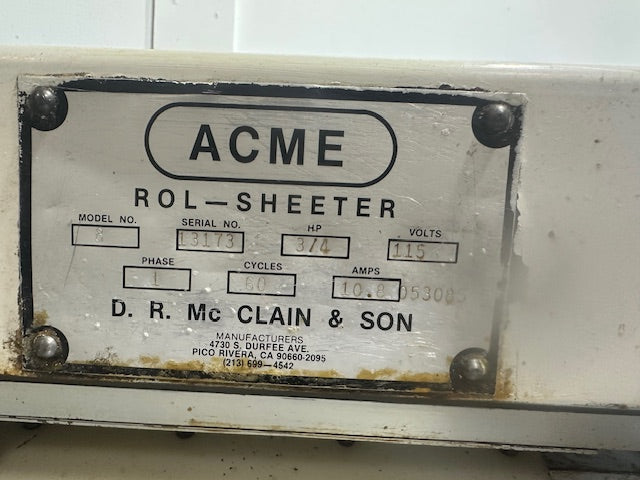 ACME
ROL—SHEETER
MODEL NO. SERIAL NO. H.P VOLTS
8 13173 3/4 115
PHASE CYCLES AMPS
1 60 10.8
D. R. Mc CLAIN & SON
MANUFACTURERS
4730 S. DURFEE AVE.
PICO RIVERA, CA 90660-2095
(213) 699—4542